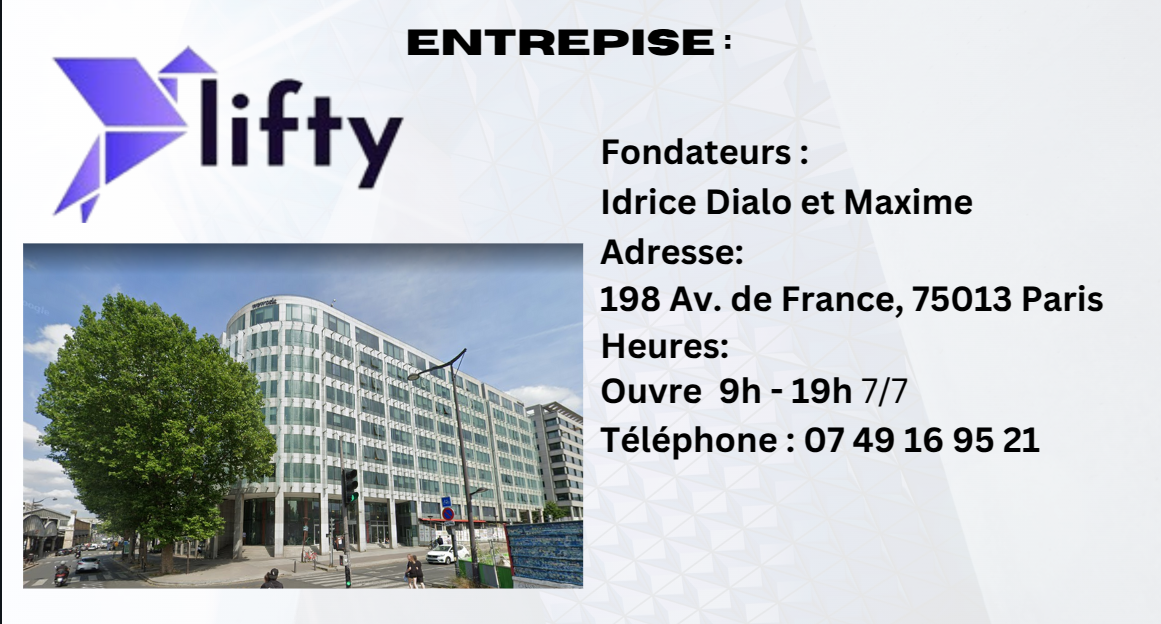 ENTREPISE :
lifty
Fondateurs :
Idrice Dialo et Maxime
Adresse:
198 Av. de France, 75013 Paris
Heures:
Ouvre 9h - 19h 7/7
Téléphone : 07 49 16 95 21